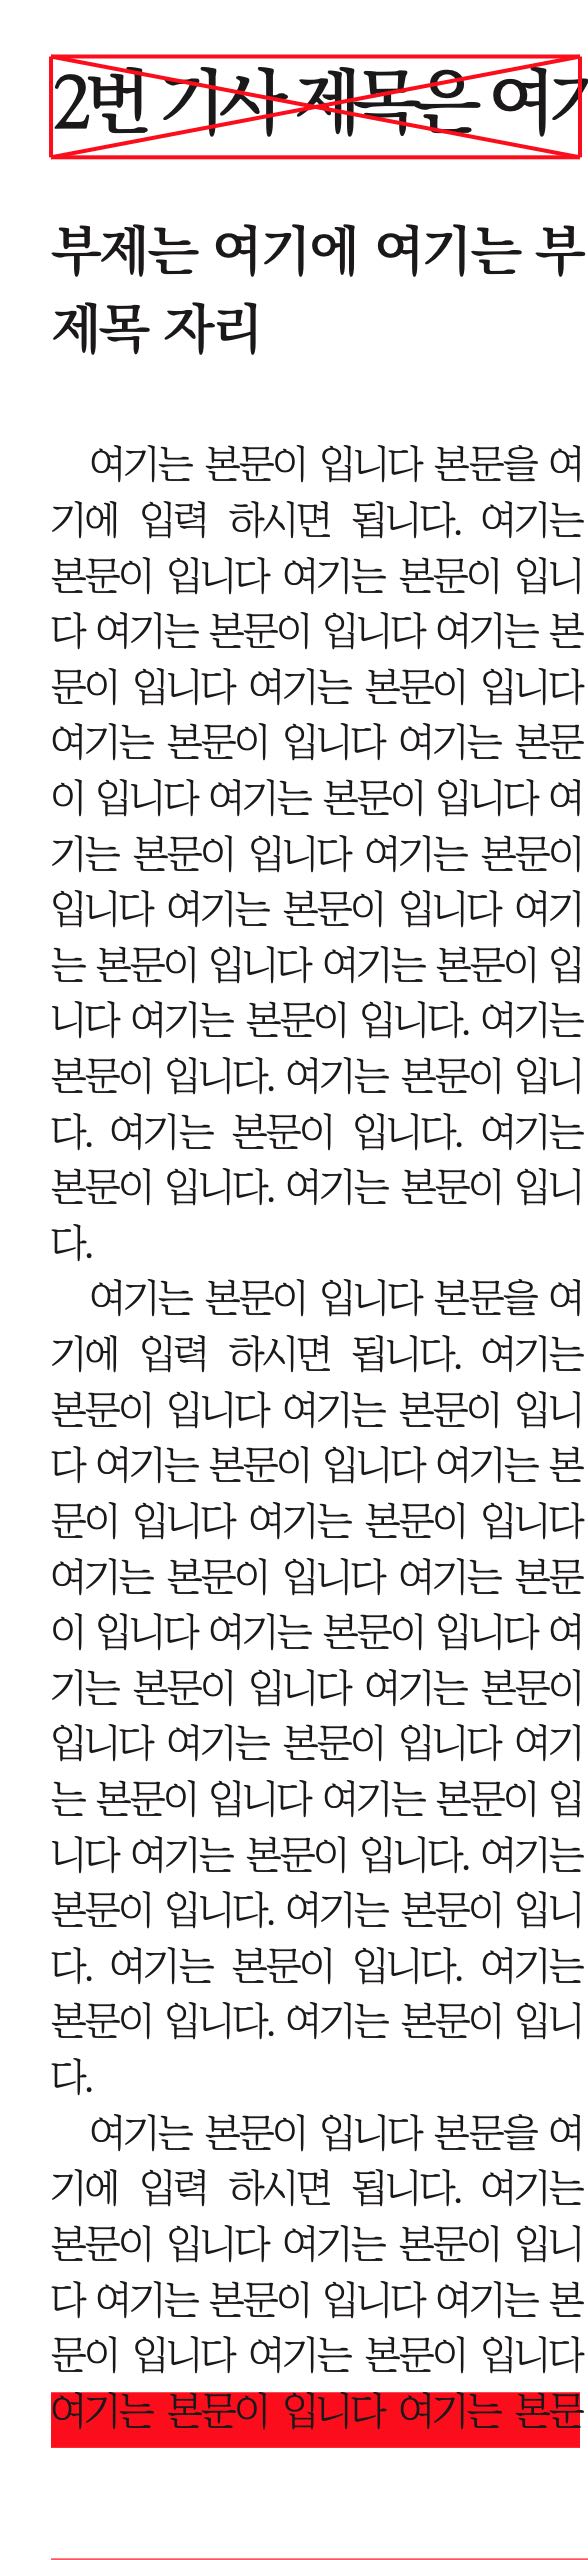 2번 기사 제목은 여기
부제는 여기에 여기는 부
제목 자리
여기는 본문이 입니다 본문을 여
기에 입력 하시면 됩니다. 여기는
본문이 입니다 여기는 본문이 입니
다 여기는 본문이 입니다 여기는 본
문이 입니다 여기는 본문이 입니다
여기는 본문이 입니다 여기는 본문
이 입니다 여기는 본문이 입니다 여
기는 본문이 입니다 여기는 본문이
입니다 여기는 본문이 입니다 여기
는 본문이 입니다 여기는 본문이 입
니다 여기는 본문이 입니다. 여기는
본문이 입니다. 여기는 본문이 입니
다. 여기는 본문이 입니다. 여기는
본문이 입니다. 여기는 본문이 입니
다.
여기는 본문이 입니다 본문을 여
기에 입력 하시면 됩니다. 여기는
본문이 입니다 여기는 본문이 입니
다 여기는 본문이 입니다 여기는 본
문이 입니다 여기는 본문이 입니다
여기는 본문이 입니다 여기는 본문
이 입니다 여기는 본문이 입니다 여
기는 본문이 입니다 여기는 본문이
입니다 여기는 본문이 입니다 여기
는 본문이 입니다 여기는 본문이 입
니다 여기는 본문이 입니다. 여기는
본문이 입니다. 여기는 본문이 입니
다. 여기는 본문이 입니다. 여기는
본문이 입니다. 여기는 본문이 입니
다.
여기는 본문이 입니다 본문을 여
기에 입력 하시면 됩니다. 여기는
본문이 입니다 여기는 본문이 입니
다 여기는 본문이 입니다 여기는 본
문이 입니다 여기는 본문이 입니다
여기는 본문이 입니다 여기는 본문